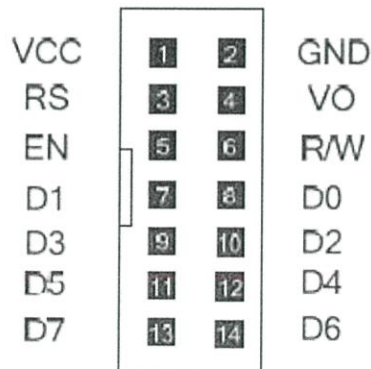 VCC 1 2 GND
RS 3 4 VO
EN 5 6 R/W
D1 7 8 D0
D3 9 10 D2
D5 11 12 D4
D7 13 14 D6